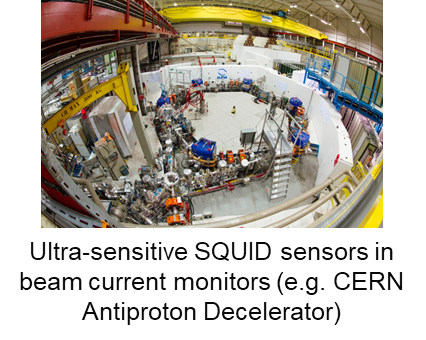 Ultra-sensitive SQUID sensors in
beam current monitors (e.g. CERN
Antiproton Decelerator)